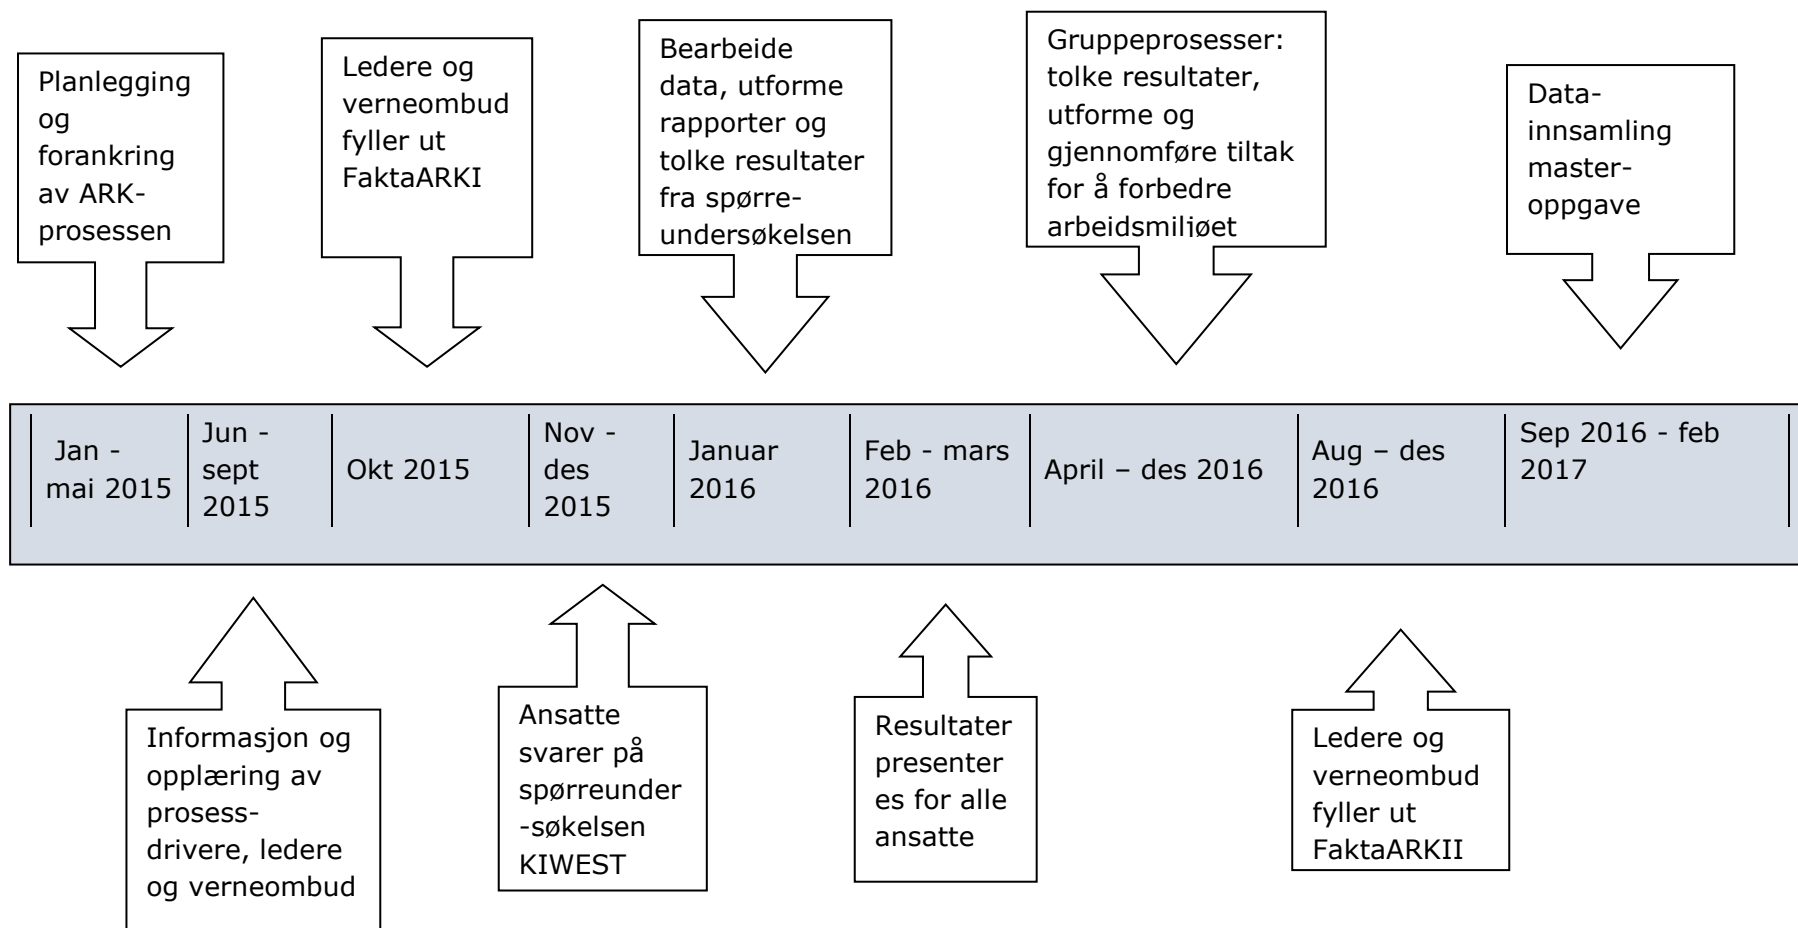 Planlegging
og
forankring
av ARK-
prosessen
Ledere og
verneombud
fyller ut
FaktaARKI
Bearbeide
data, utforme
rapporter og
tolke resultater
fra spørre-
undersøkelsen
Gruppeprosesser:
tolke resultater,
utforme og
gjennomføre tiltak
for å forbedre
arbeidsmiljøet
Data-
innsamling
master-
oppgave
Jan -
mai 2015
Jun -
sept
2015
Okt 2015
Nov -
des
2015
Januar
2016
Feb - mars
2016
April – des 2016
Aug – des
2016
Sep 2016 - feb
2017
Informasjon og
opplæring av
prosess-
drivere, ledere
og verneombud
Ansatte
svarer på
spørreunder
-søkelsen
KIWEST
Resultater
presenter
es for alle
ansatte
Ledere og
verneombud
fyller ut
FaktaARKII